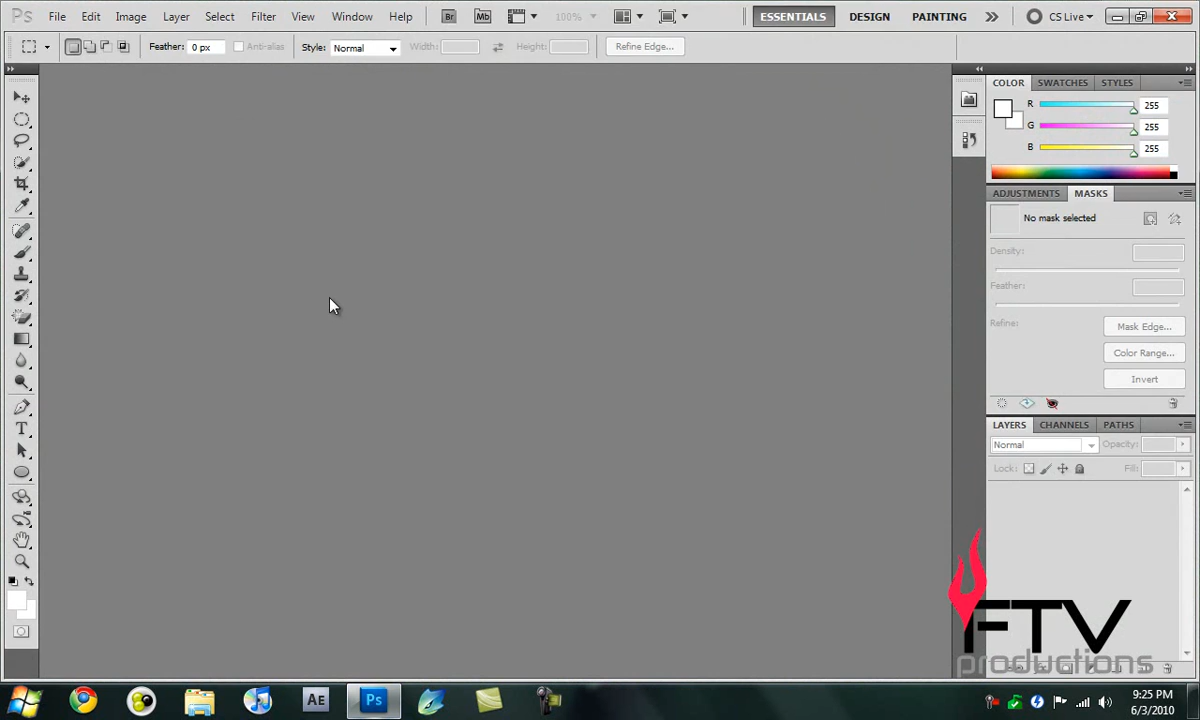 Ps File Edit Image Layer Select Filter View Window Help Br Mb 100% ESSENTIALS DESIGN PAINTING CS Live
Feather: 0 px Anti-alias Style: Normal Width: Height: Refine Edge...
COLOR SWATCHES STYLES
R 255
G 255
B 255
ADJUSTMENTS MASKS
No mask selected
Density:
Feather:
Refine: Mask Edge...
Color Range...
Invert
LAYERS CHANNELS PATHS
Normal Opacity:
Lock: Fill:
T
FTV
productions
AE Ps
9:25 PM
6/3/2010